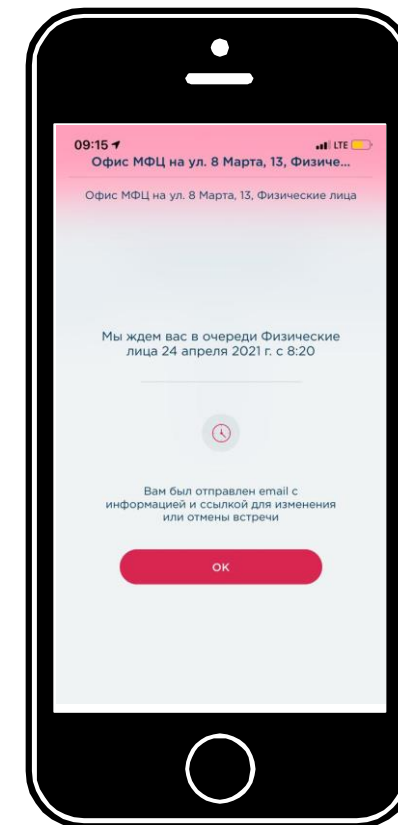 09:15 LTE
Офис МФЦ на ул. 8 Марта, 13, Физиче...
Офис МФЦ на ул. 8 Марта, 13, Физические лица
Мы ждем вас в очереди Физические
лица 24 апреля 2021 г. с 8:20
Вам был отправлен email с
информацией и ссылкой для изменения
или отмены встречи
ОК